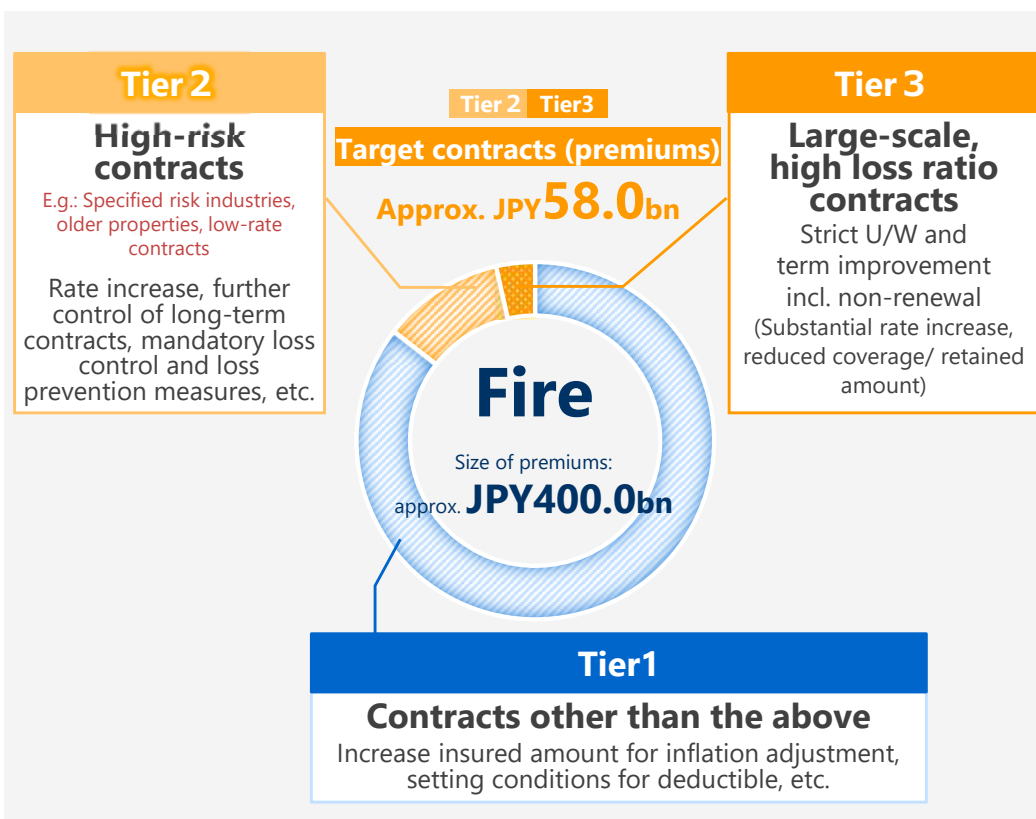 Tier 2
High-risk
contracts
E.g.: Specified risk industries,
older properties, low-rate
contracts
Rate increase, further
control of long-term
contracts, mandatory loss
control and loss
prevention measures, etc.
Tier 2 Tier3
Target contracts (premiums)
Approx. JPY58.0bn
Tier 3
Large-scale,
high loss ratio
contracts
Strict U/W and
term improvement
incl. non-renewal
(Substantial rate increase,
reduced coverage/ retained
amount)
Fire
Size of premiums:
approx. JPY400.0bn
Tier1
Contracts other than the above
Increase insured amount for inflation adjustment,
setting conditions for deductible, etc.